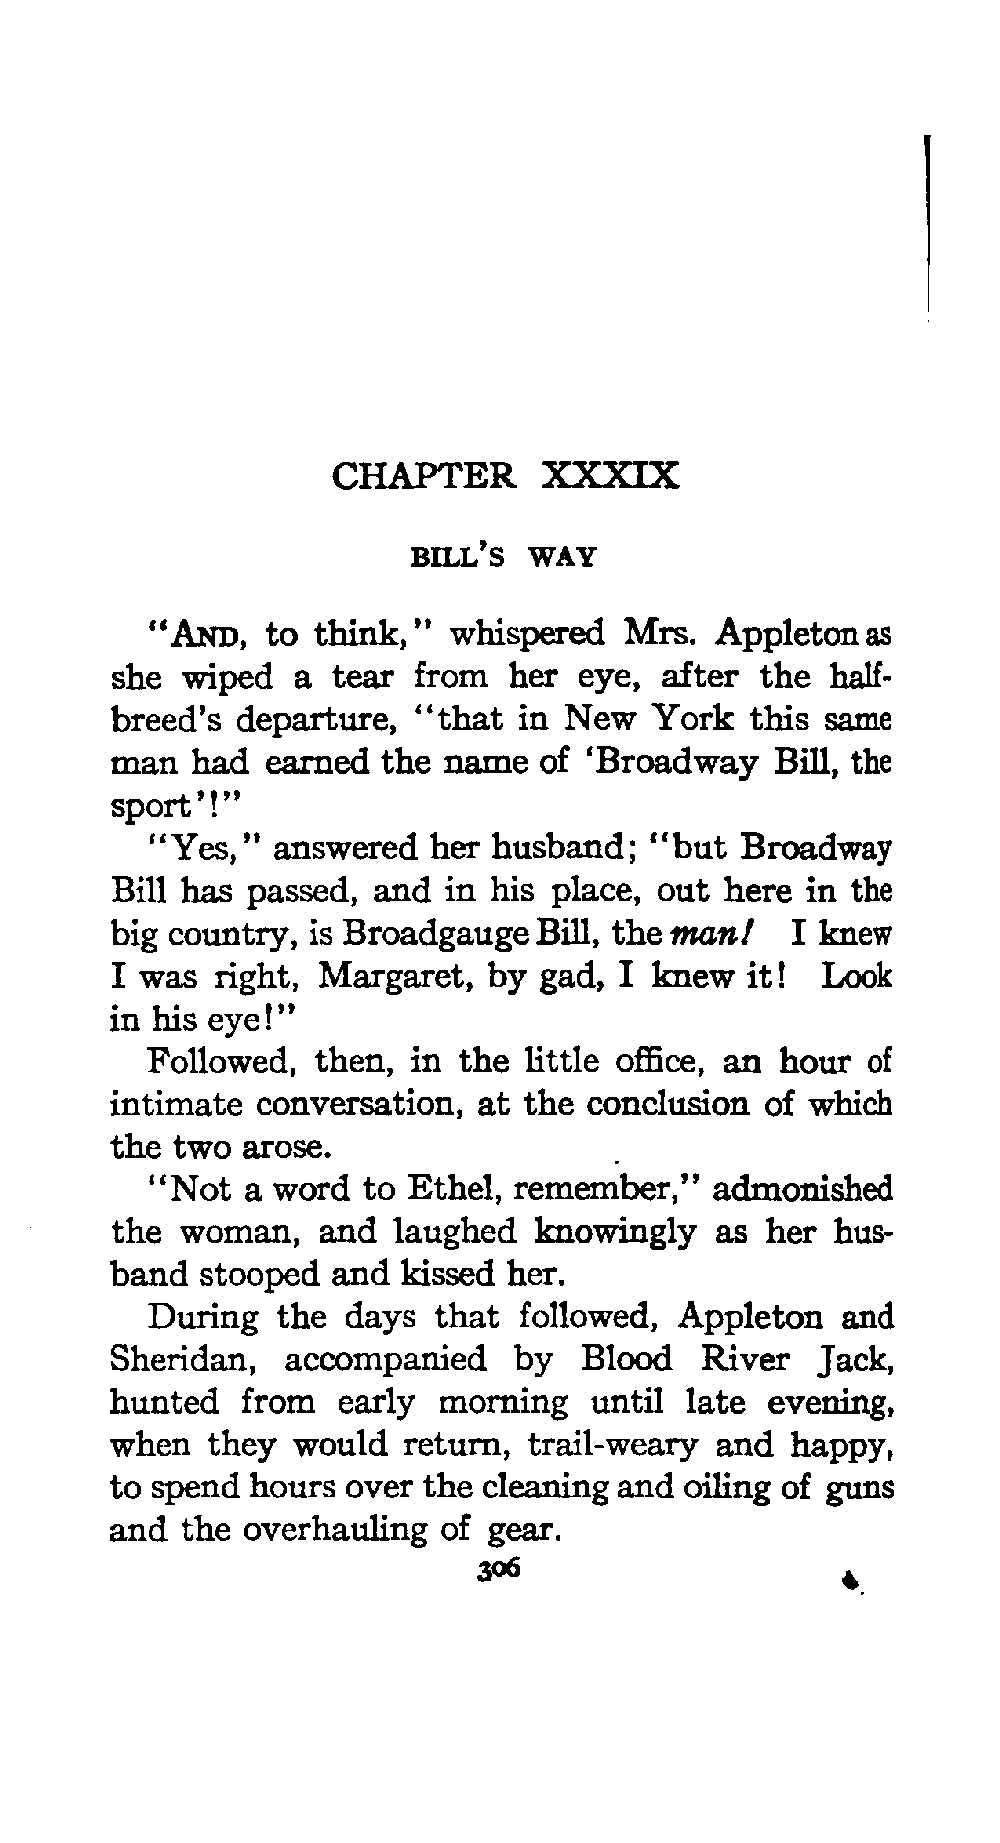 CHAPTER XXXIX
BILL'S WAY
"AND, to think," whispered Mrs. Appleton as
she wiped a tear from her eye, after the half-
breed's departure, "that in New York this same
man had earned the name of 'Broadway Bill, the
sport'!"
"Yes," answered her husband; "but Broadway
Bill has passed, and in his place, out here in the
big country, is Broadgauge Bill, the man! I knew
I was right, Margaret, by gad, I knew it! Look
in his eye!"
Followed, then, in the little office, an hour of
intimate conversation, at the conclusion of which
the two arose.
"Not a word to Ethel, remember," admonished
the woman, and laughed knowingly as her hus-
band stooped and kissed her.
During the days that followed, Appleton and
Sheridan, accompanied by Blood River Jack,
hunted from early morning until late evening,
when they would return, trail-weary and happy,
to spend hours over the cleaning and oiling of guns
and the overhauling of gear.
306